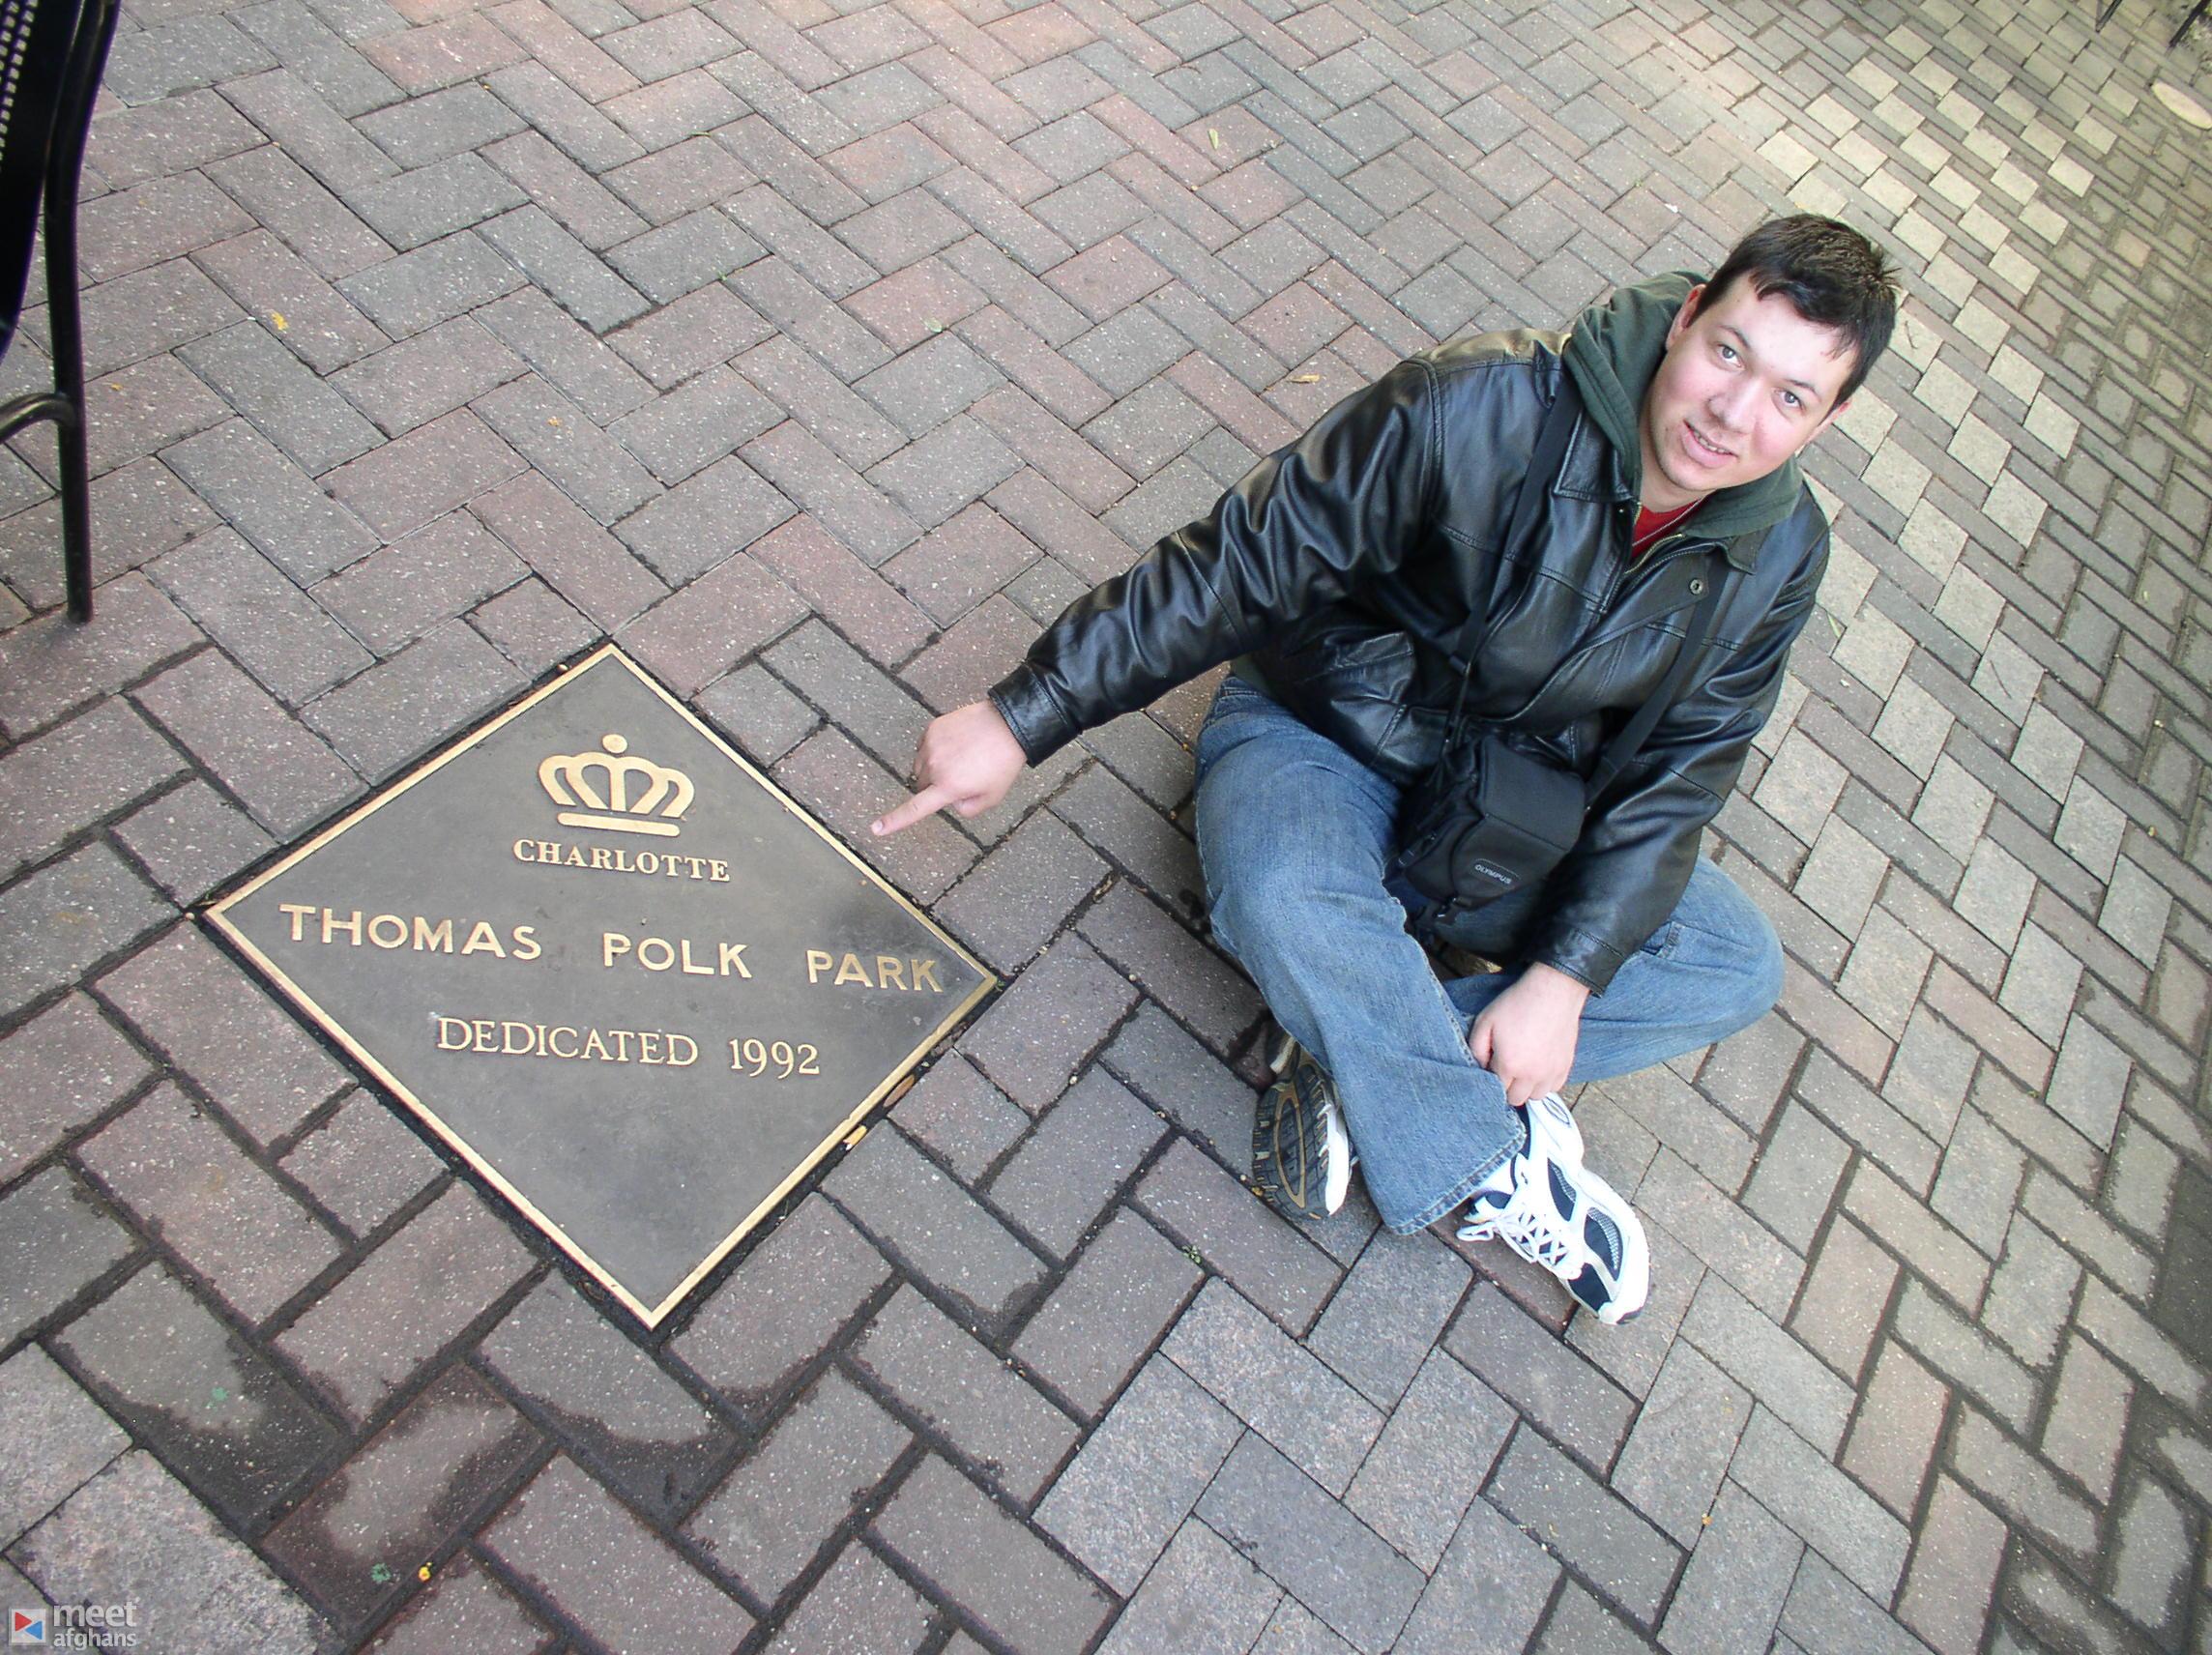 CHARLOTTE
THOMAS POLK PARK
DEDICATED 1992
OLYMPUS
meet
afghans